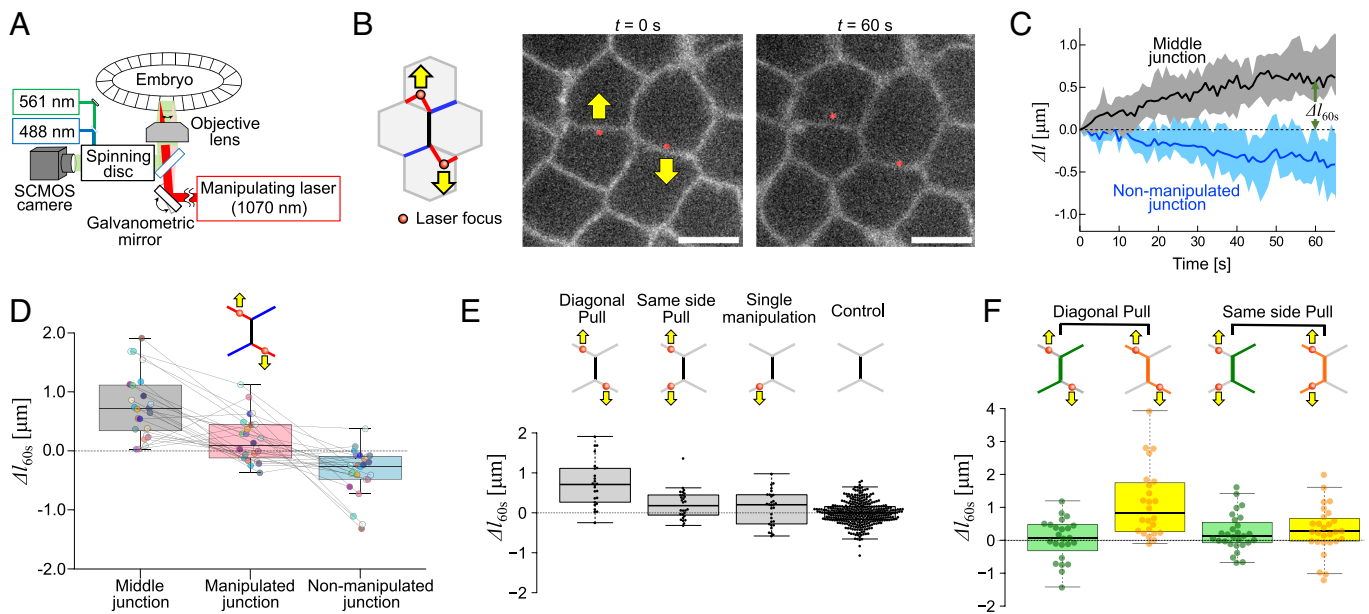 A
Embryo
561 nm
488 nm
Objective
lens
Spinning
disc
SCMOS
camera
Manipulating laser
(1070 nm)
Galvanometric
mirror
B
Laser focus
t = 0 s
t = 60 s
C
Δl [μm]
1.0
0.5
0.0
-0.5
-1.0
Middle
junction
Δl60s
Non-manipulated
junction
0 10 20 30 40 50 60
Time [s]
D
Δl60s [μm]
2.0
1.0
0.0
-1.0
-2.0
Middle
junction
Manipulated
junction
Non-manipulated
junction
E
Diagonal
Pull
Same side
Pull
Single
manipulation
Control
Δl60s [μm]
2
1
0
-1
-2
F
Diagonal Pull
Same side Pull
Δl60s [μm]
4
3
2
1
0
−1
−2